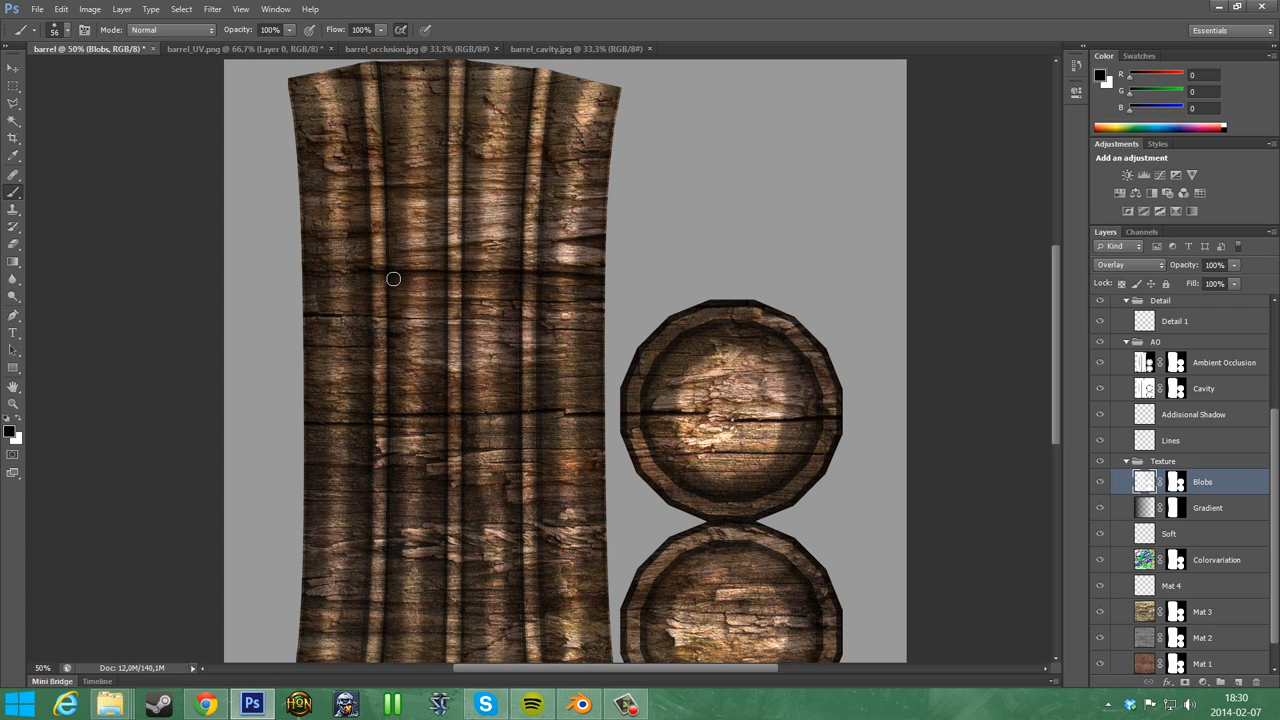 File Edit Image Layer Type Select Filter View Window Help
56 Mode: Normal Opacity: 100% Flow: 100% Essentials
barrel @ 50% (Blobs, RGB/8) * × barrel_UV.png @ 66,7% (Layer 0, RGB/8) * × barrel_occlusion.jpg @ 33,3% (RGB/8#) × barrel_cavity.jpg @ 33,3% (RGB/8#) ×
Color Swatches
R 0
G 0
B 0
Adjustments Styles
Add an adjustment
Layers Channels
Kind
Overlay Opacity: 100%
Lock: Fill: 100%
Detail
Detail 1
AO
Ambient Occlusion
Cavity
Addisional Shadow
Lines
Texture
Blobs
Gradient
Soft
Colorvariation
Mat 4
Mat 3
Mat 2
Mat 1
50% Doc: 12,0M/140,1M
Mini Bridge Timeline
Ps HON
18:30
2014-02-07